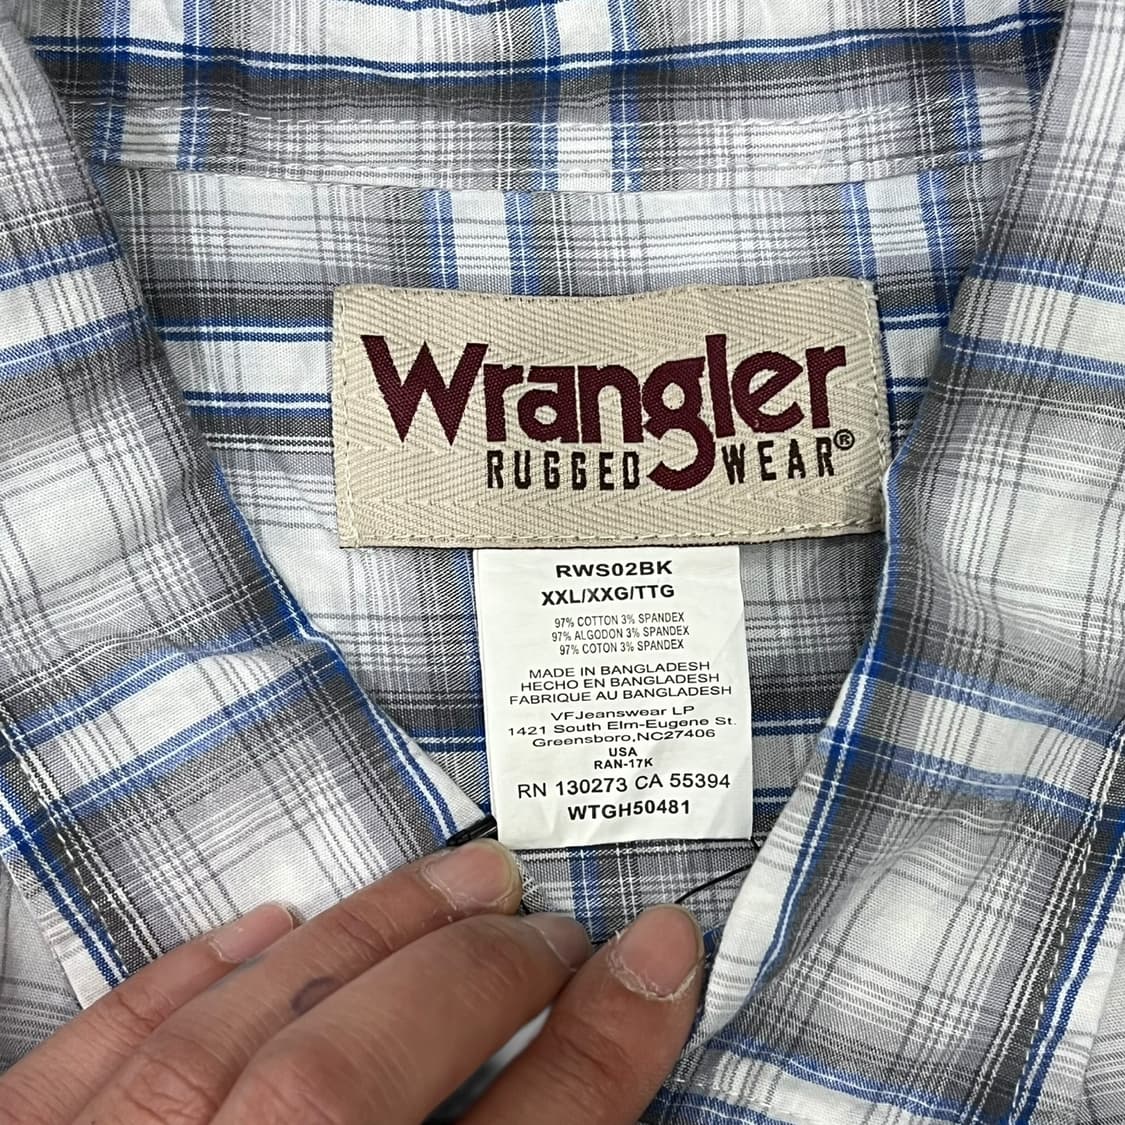 Wrangler
RUGGED WEAR®
RWS02BK
XXL/XXG/TTG
97% COTTON 3% SPANDEX
97% ALGODON 3% SPANDEX
97% COTON 3% SPANDEX
MADE IN BANGLADESH
HECHO EN BANGLADESH
FABRIQUE AU BANGLADESH
VFJeanswear LP
1421 South Elm-Eugene St.
Greensboro,NC27406
USA
RAN-17K
RN 130273 CA 55394
WTGH50481